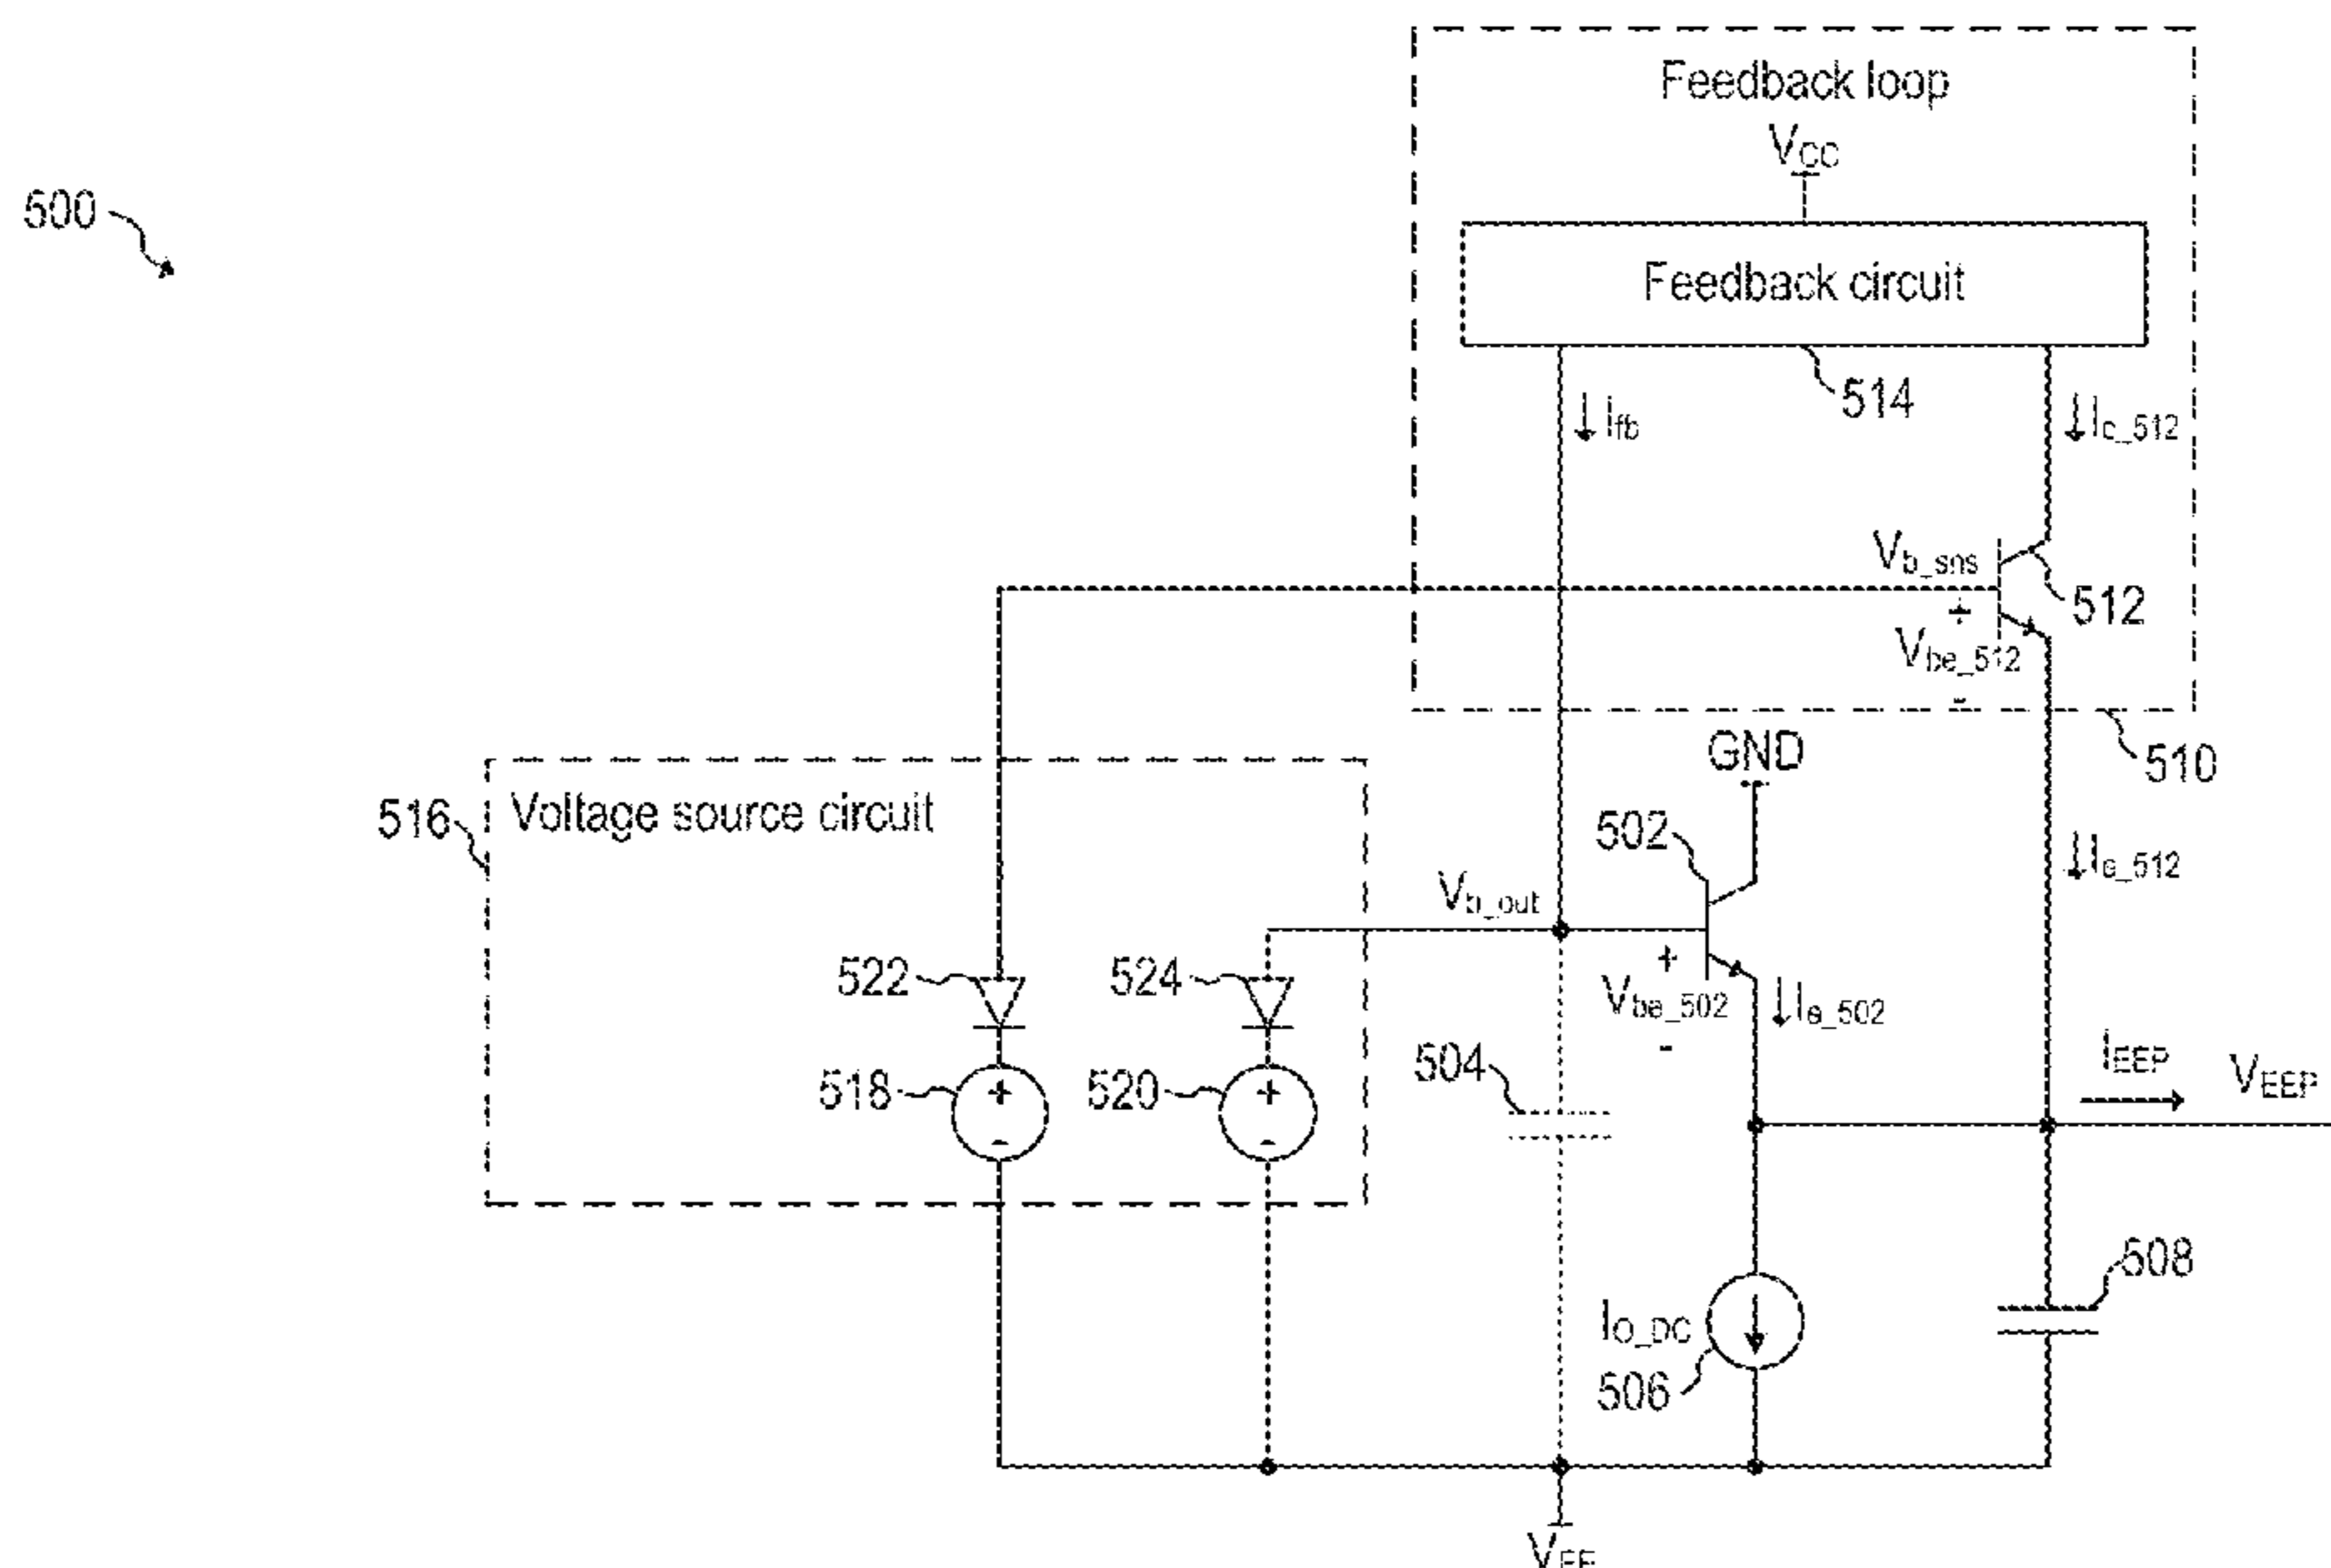 Feedback loop
VCC
500
Feedback circuit
514
Ifb
Ic_512
Vb_sns
512
+
Vbe_512
-
GND
510
516
Voltage source circuit
502
Ie_512
Vb_out
522
524
+
Vbe_502
-
Ie_502
504
IEEP
VEEP
518
+
-
520
+
-
508
IO_DC
506
VEE